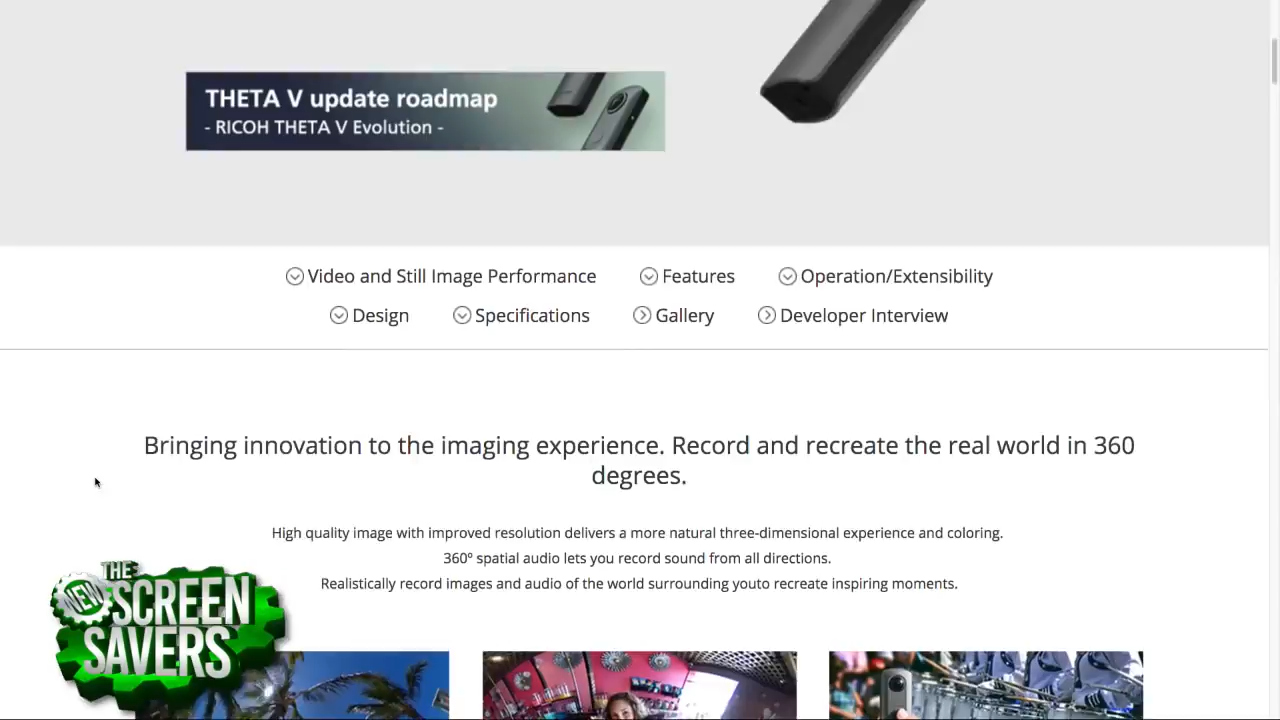 THETA V update roadmap
- RICOH THETA V Evolution -
Video and Still Image Performance
Features
Operation/Extensibility
Design
Specifications
Gallery
Developer Interview
Bringing innovation to the imaging experience. Record and recreate the real world in 360
degrees.
High quality image with improved resolution delivers a more natural three-dimensional experience and coloring.
360º spatial audio lets you record sound from all directions.
Realistically record images and audio of the world surrounding youto recreate inspiring moments.
THE
NEW
SCREEN
SAVERS